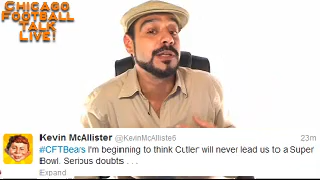 CHICAGO
FOOTBALL
TALK
LIVE!
Kevin McAllister @KevinMcAlliste6 23m
#CFTBears I'm beginning to think Cutler will never lead us to a Super
Bowl. Serious doubts . . .
Expand